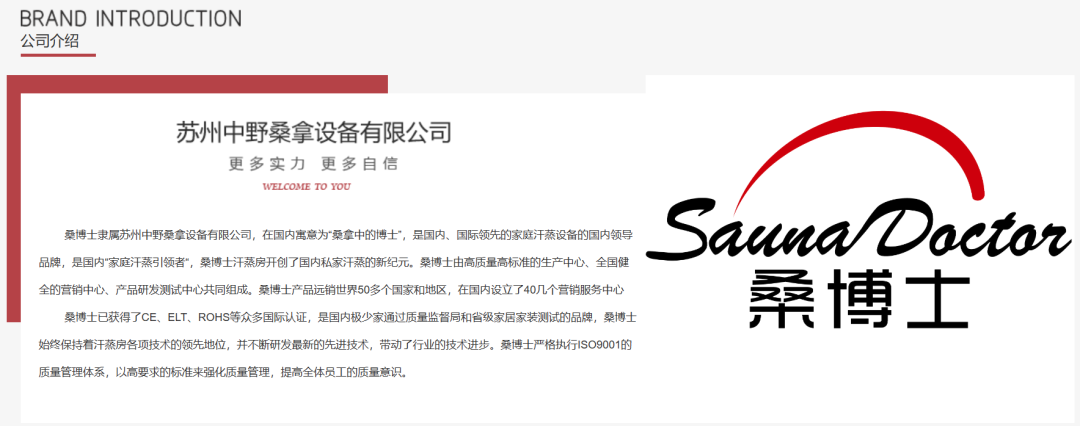 BRAND INTRODUCTION
公司介绍
苏州中野桑拿设备有限公司
更多实力 更多自信
WELCOME TO YOU
桑博士隶属苏州中野桑拿设备有限公司，在国内寓意为“桑拿中的博士”，是国内、国际领先的家庭汗蒸设备的国内领导
品牌，是国内“家庭汗蒸引领者“，桑博士汗蒸房开创了国内私家汗蒸的新纪元。桑博士由高质量高标准的生产中心、全国健
全的营销中心、产品研发测试中心共同组成。桑博士产品远销世界50多个国家和地区，在国内设立了40几个营销服务中心
桑博士已获得了CE、ELT、ROHS等众多国际认证，是国内极少家通过质量监督局和省级家居家装测试的品牌，桑博士
始终保持着汗蒸房各项技术的领先地位，并不断研发最新的先进技术，带动了行业的技术进步。桑博士严格执行ISO9001的
质量管理体系，以高要求的标准来强化质量管理，提高全体员工的质量意识。
Sauna Doctor
桑博士